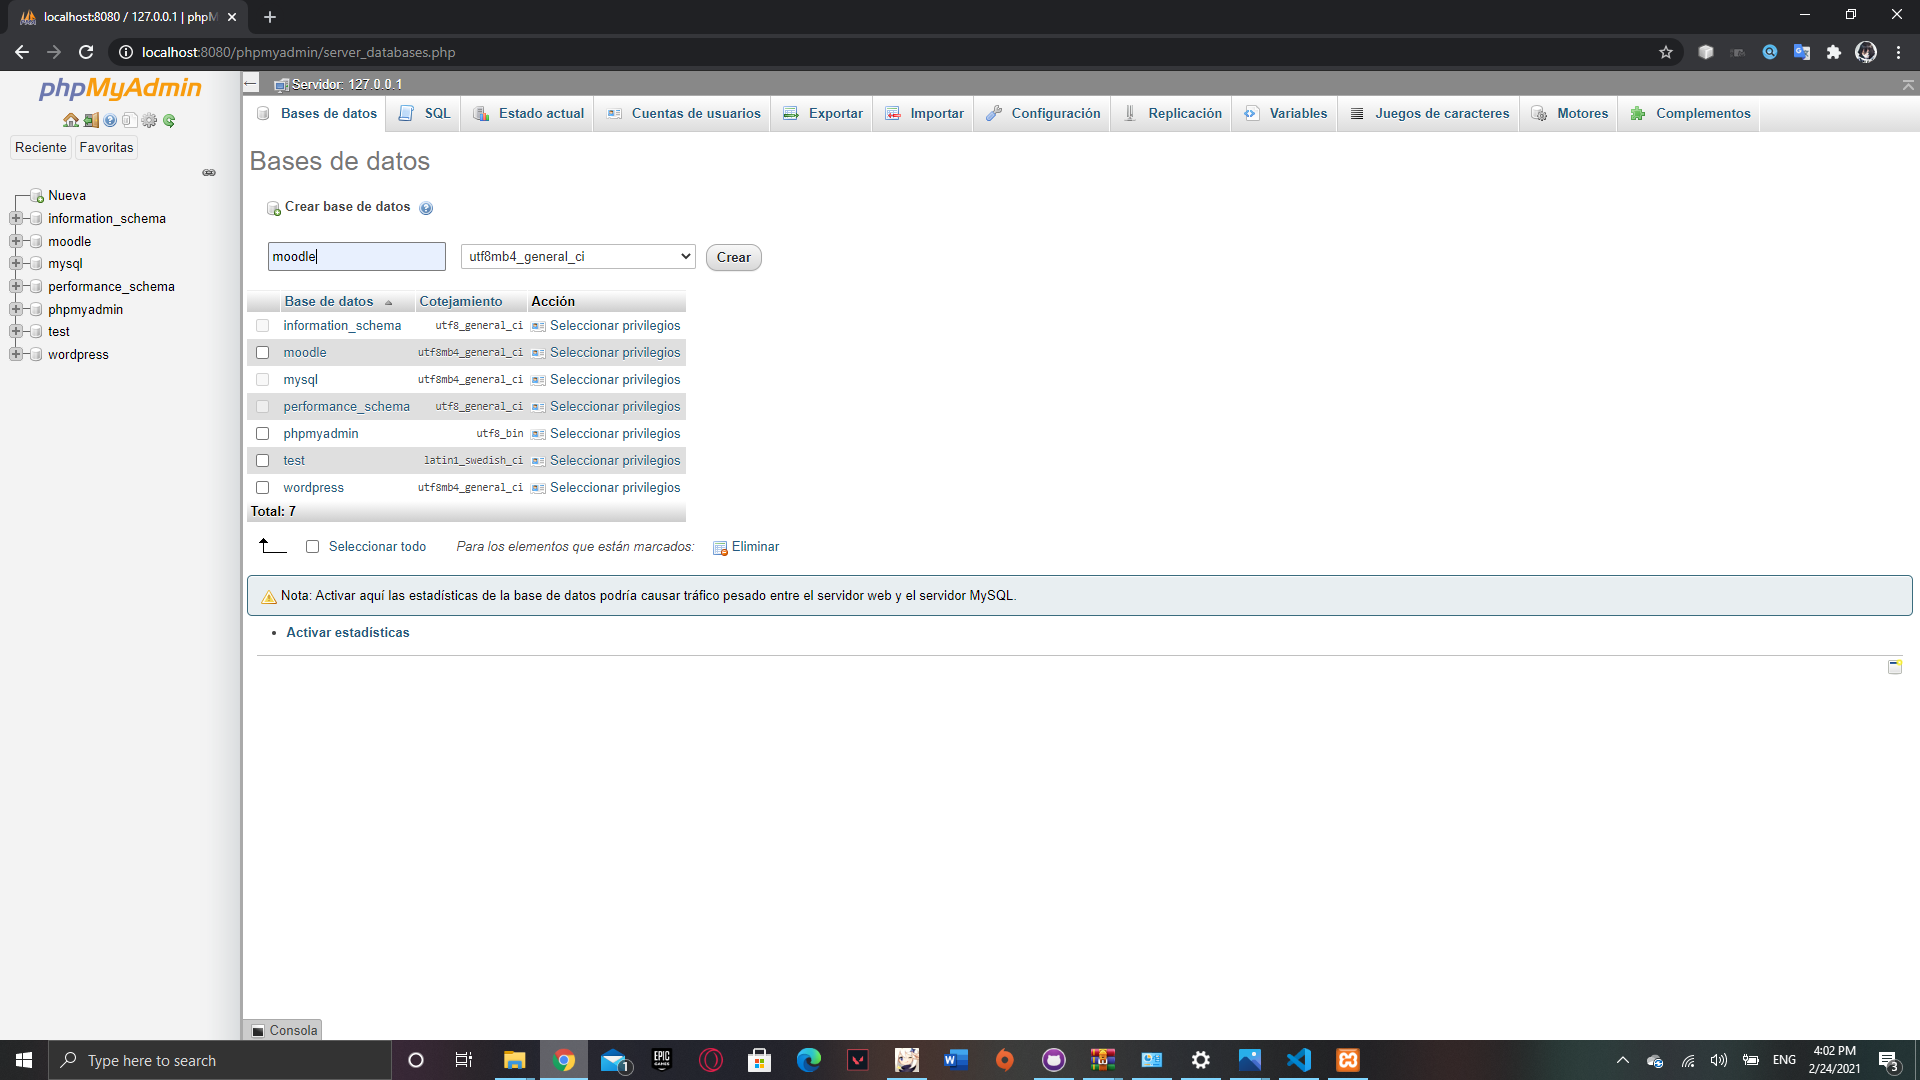 localhost:8080 / 127.0.0.1 | phpM
localhost:8080/phpmyadmin/server_databases.php
phpMyAdmin
Reciente
Favoritas
Nueva
information_schema
moodle
mysql
performance_schema
phpmyadmin
test
wordpress
Servidor: 127.0.0.1
Bases de datos
SQL
Estado actual
Cuentas de usuarios
Exportar
Importar
Configuración
Replicación
Variables
Juegos de caracteres
Motores
Complementos
Bases de datos
Crear base de datos
moodle
utf8mb4_general_ci
Crear
Base de datos Cotejamiento Acción
information_schema utf8_general_ci Seleccionar privilegios
moodle utf8mb4_general_ci Seleccionar privilegios
mysql utf8mb4_general_ci Seleccionar privilegios
performance_schema utf8_general_ci Seleccionar privilegios
phpmyadmin utf8_bin Seleccionar privilegios
test latin1_swedish_ci Seleccionar privilegios
wordpress utf8mb4_general_ci Seleccionar privilegios
Total: 7
Seleccionar todo Para los elementos que están marcados: Eliminar
Nota: Activar aquí las estadísticas de la base de datos podría causar tráfico pesado entre el servidor web y el servidor MySQL.
Activar estadísticas
Consola
Type here to search
1
EPIC
GAMES
ENG
4:02 PM
2/24/2021
3